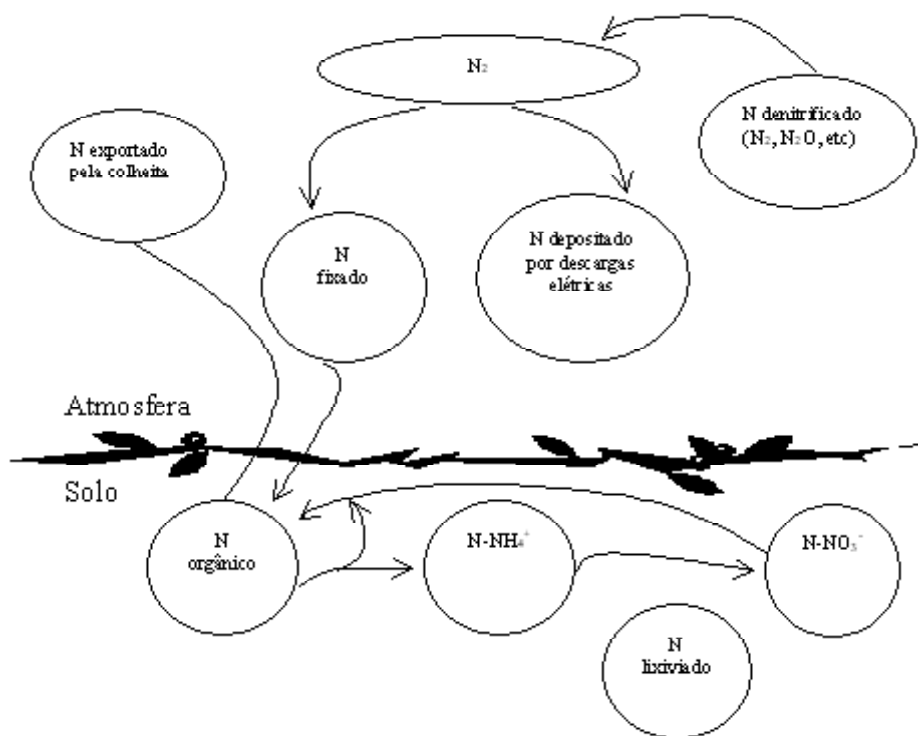 N₂
N denitrificado
(N₂, N₂O, etc)
N exportado
pela colheita
N
fixado
N depositado
por descargas
elétricas
Atmosfera
Solo
N
orgânico
N-NH₄⁺
N-NO₃⁻
N
lixiviado